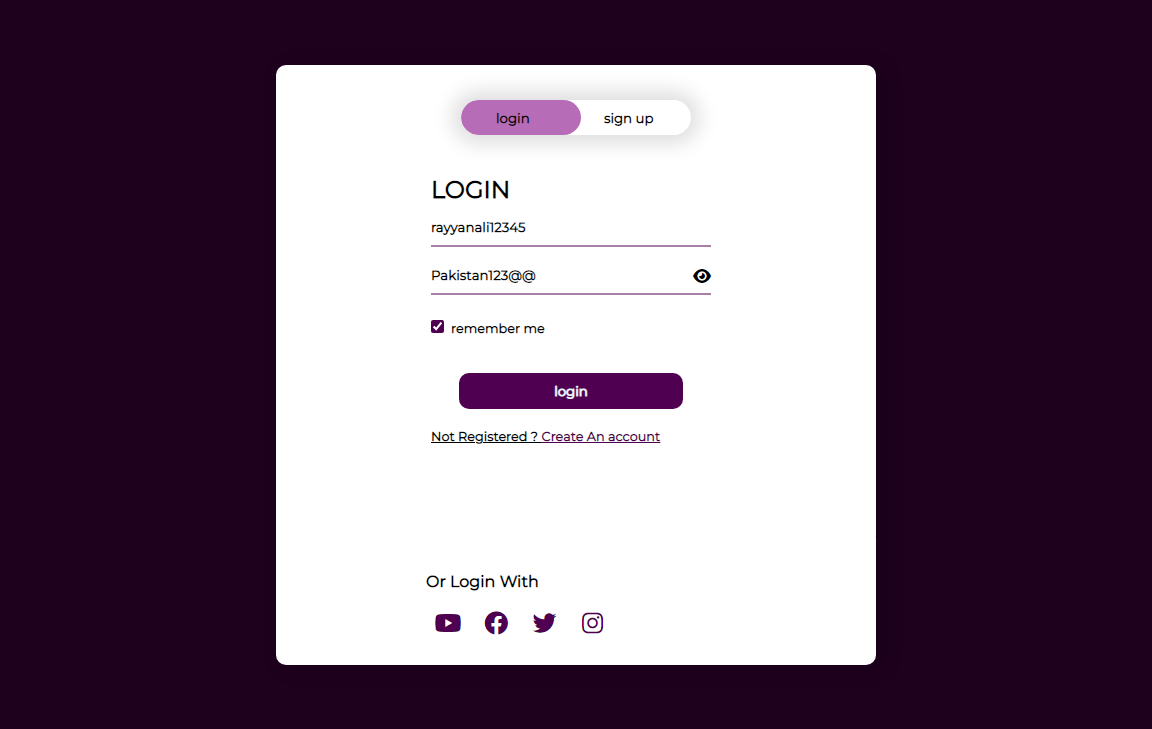 login
sign up
LOGIN
rayyanali12345
Pakistan123@@
remember me
login
Not Registered ? Create An account
Or Login With